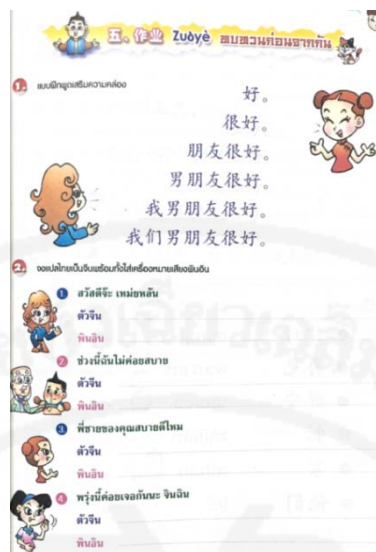 五、作业 Zuòyè ทบทวนก่อนจากกัน
1. แบบฝึกพูดเสริมความคล่อง
好。
很好。
朋友很好。
男朋友很好。
我男朋友很好。
我们男朋友很好。
2. จงแปลไทยเป็นจีนพร้อมทั้งใส่เครื่องหมายเสียงพินอิน
1 สวัสดีจ้ะ เหม่ยหลัน
ตัวจีน
พินอิน
2 ช่วงนี้ฉันไม่ค่อยสบาย
ตัวจีน
พินอิน
3 พี่ชายของคุณสบายดีไหม
ตัวจีน
พินอิน
4 พรุ่งนี้ค่อยเจอกันนะ จินฉิน
ตัวจีน
พินอิน